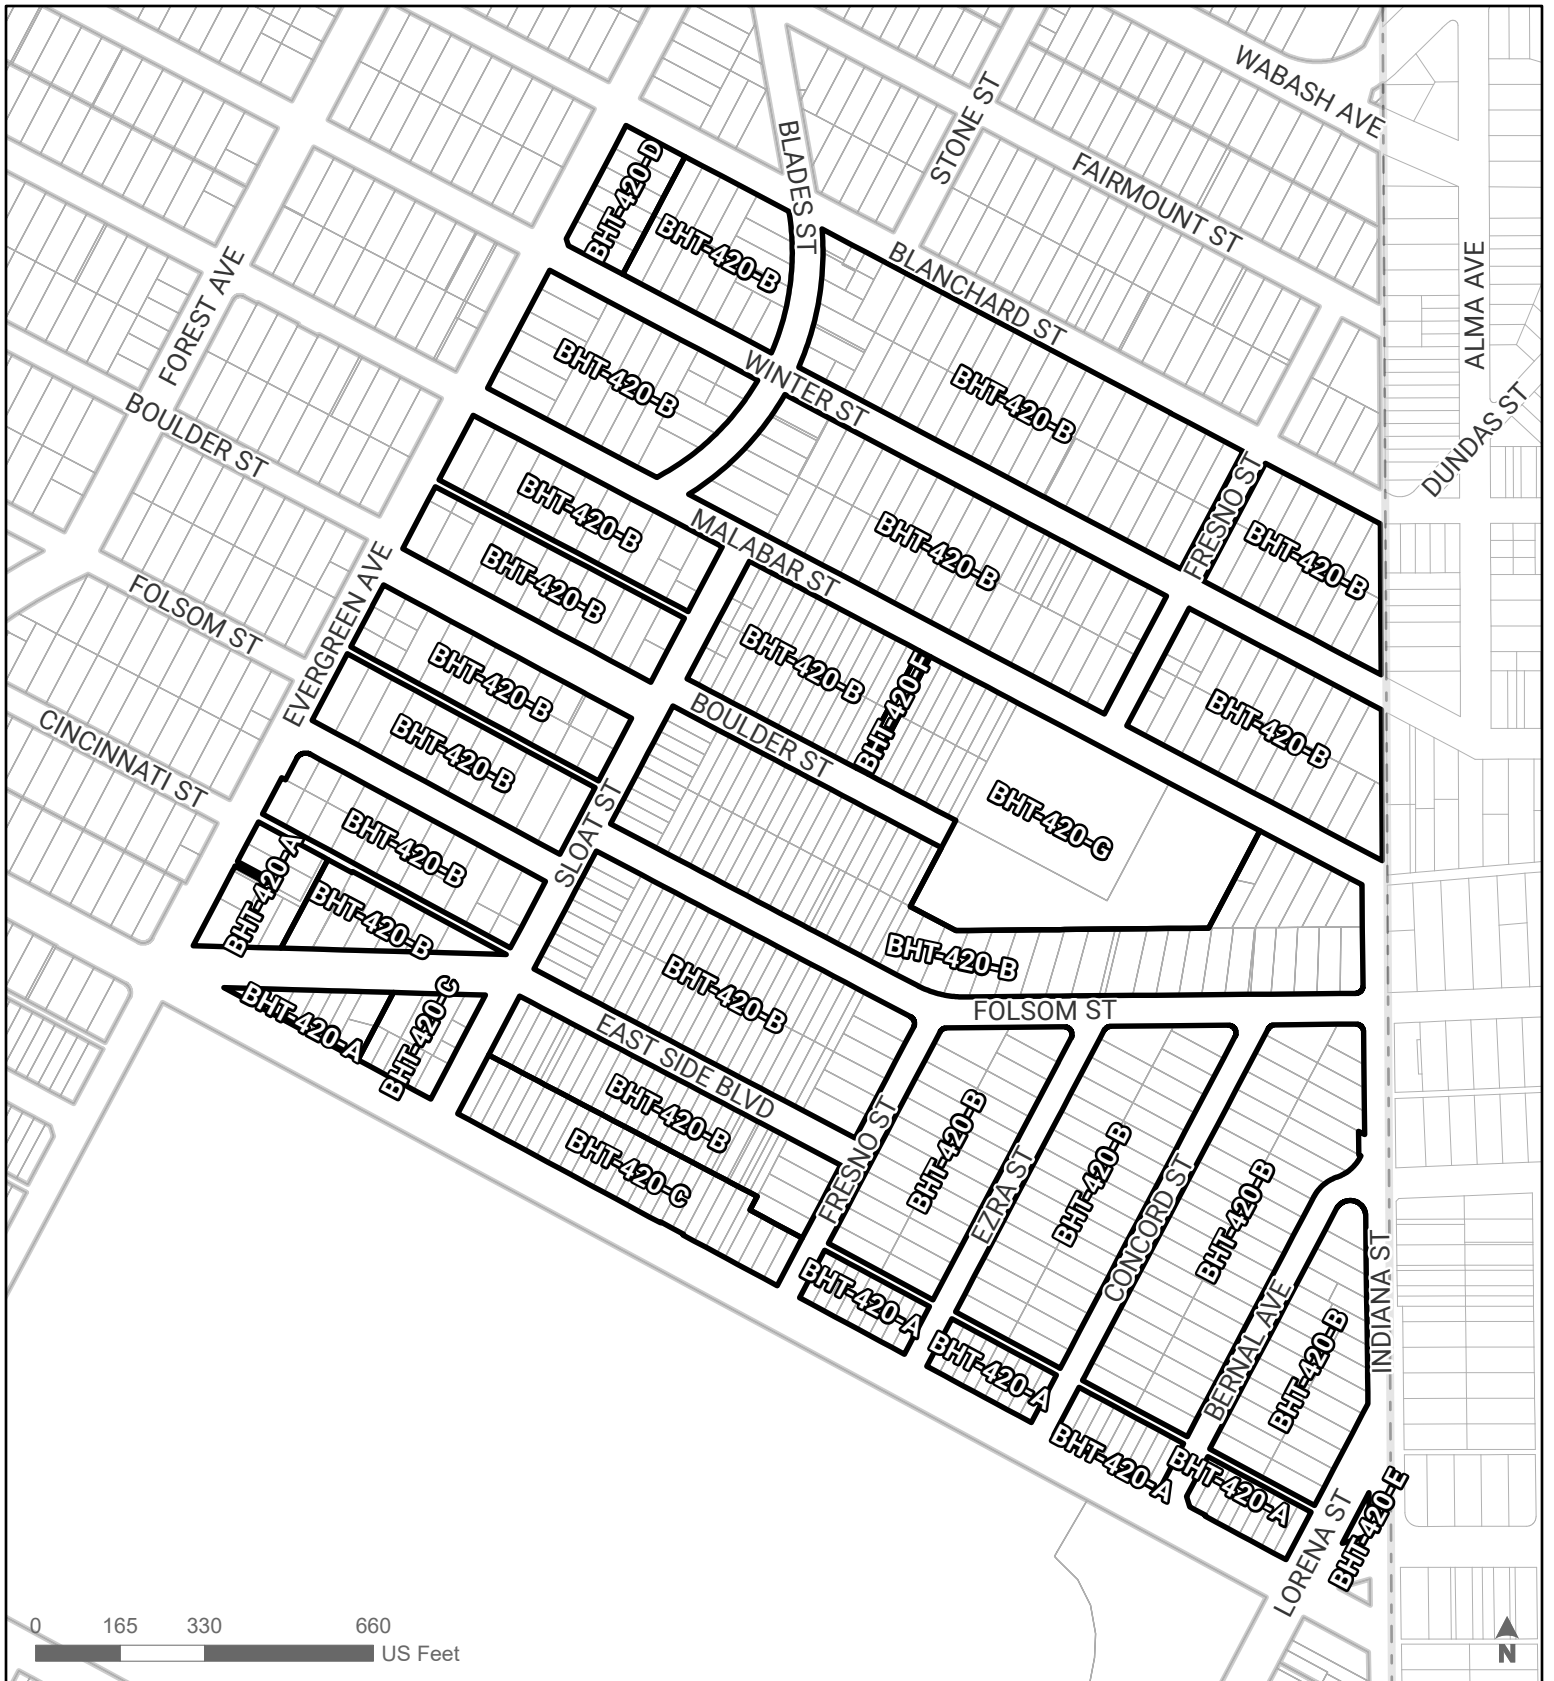 WABASH AVE
STONE ST
BLADES ST
FAIRMOUNT ST
BHT-420-D
BHT-420-B
BLANCHARD ST
ALMA AVE
FOREST AVE
BHT-420-B
WINTER ST
BHT-420-B
DUNDAS ST
BOULDER ST
BHT-420-B
MALABAR ST
BHT-420-B
FRESNO ST
BHT-420-B
BHT-420-B
FOLSOM ST
EVERGREEN AVE
BHT-420-B
BHT-420-B
BHT-420-F
BHT-420-B
BOULDER ST
CINCINNATI ST
BHT-420-B
BHT-420-G
SLOAT ST
BHT-420-B
BHT-420-A
BHT-420-B
BHT-420-B
BHT-420-B
FOLSOM ST
BHT-420-A
BHT-420-C
EAST SIDE BLVD
BHT-420-B
BHT-420-C
FRESNO ST
BHT-420-B
EZRA ST
BHT-420-B
CONCORD ST
BHT-420-B
BERNAL AVE
BHT-420-B
INDIANA ST
BHT-420-A
BHT-420-A
BHT-420-A
BHT-420-A
LORENA ST
BHT-420-E
0 165 330 660
US Feet
N